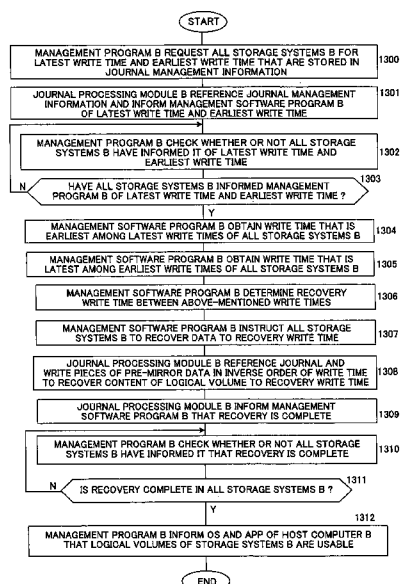 START
MANAGEMENT PROGRAM B REQUEST ALL STORAGE SYSTEMS B FOR
LATEST WRITE TIME AND EARLIEST WRITE TIME THAT ARE STORED IN
JOURNAL MANAGEMENT INFORMATION
1300
JOURNAL PROCESSING MODULE B REFERENCE JOURNAL MANAGEMENT
INFORMATION AND INFORM MANAGEMENT SOFTWARE PROGRAM B
OF LATEST WRITE TIME AND EARLIEST WRITE TIME
1301
MANAGEMENT PROGRAM B CHECK WHETHER OR NOT ALL STORAGE
SYSTEMS B HAVE INFORMED IT OF LATEST WRITE TIME AND
EARLIEST WRITE TIME
1302
1303
N
HAVE ALL STORAGE SYSTEMS B INFORMED MANAGEMENT
PROGRAM B OF LATEST WRITE TIME AND EARLIEST WRITE TIME ?
Y
MANAGEMENT SOFTWARE PROGRAM B OBTAIN WRITE TIME THAT IS
EARLIEST AMONG LATEST WRITE TIMES OF ALL STORAGE SYSTEMS B
1304
MANAGEMENT SOFTWARE PROGRAM B OBTAIN WRITE TIME THAT IS
LATEST AMONG EARLIEST WRITE TIMES OF ALL STORAGE SYSTEMS B
1305
MANAGEMENT SOFTWARE PROGRAM B DETERMINE RECOVERY
WRITE TIME BETWEEN ABOVE-MENTIONED WRITE TIMES
1306
MANAGEMENT SOFTWARE PROGRAM B INSTRUCT ALL STORAGE
SYSTEMS B TO RECOVER DATA TO RECOVERY WRITE TIME
1307
JOURNAL PROCESSING MODULE B REFERENCE JOURNAL AND
WRITE PIECES OF PRE-MIRROR DATA IN INVERSE ORDER OF WRITE TIME
TO RECOVER CONTENT OF LOGICAL VOLUME TO RECOVERY WRITE TIME
1308
JOURNAL PROCESSING MODULE B INFORM MANAGEMENT
SOFTWARE PROGRAM B THAT RECOVERY IS COMPLETE
1309
MANAGEMENT PROGRAM B CHECK WHETHER OR NOT ALL STORAGE
SYSTEMS B HAVE INFORMED IT THAT RECOVERY IS COMPLETE
1310
1311
N
IS RECOVERY COMPLETE IN ALL STORAGE SYSTEMS B ?
Y
1312
MANAGEMENT PROGRAM B INFORM OS AND APP OF HOST COMPUTER B
THAT LOGICAL VOLUMES OF STORAGE SYSTEMS B ARE USABLE
END